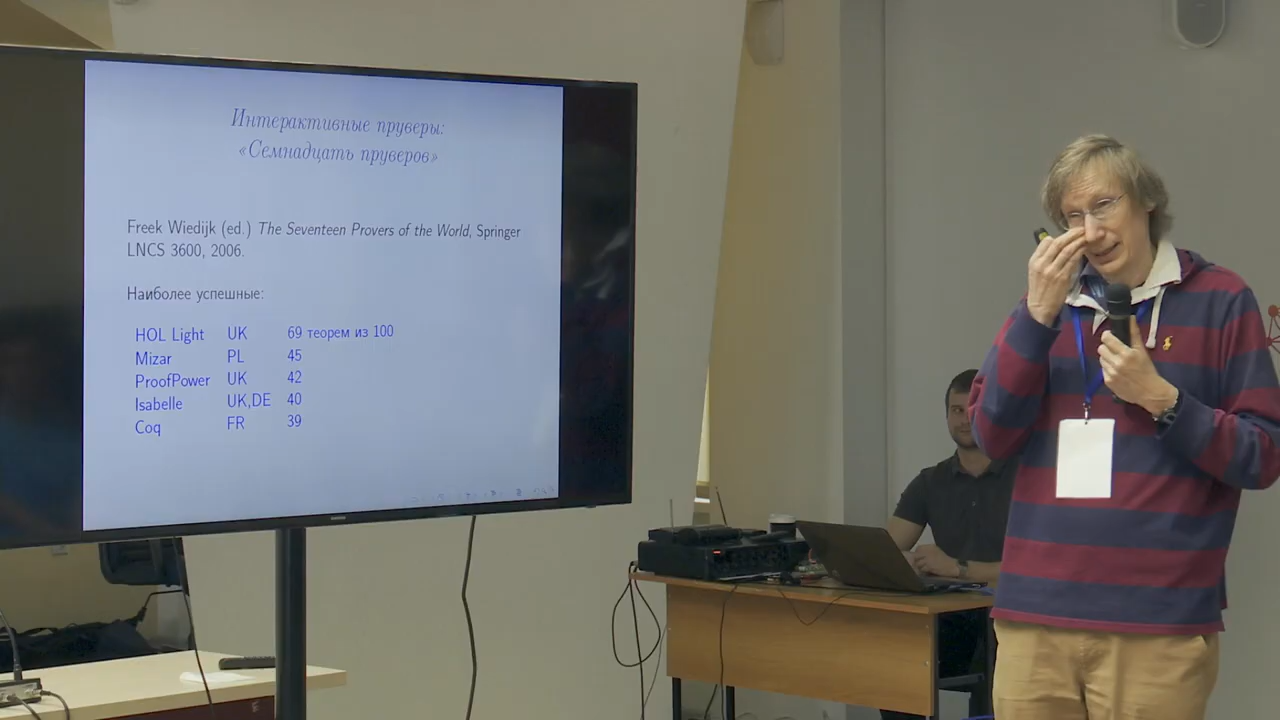 Интерактивные пруверы:
«Семнадцать пруверов»
Freek Wiedijk (ed.) The Seventeen Provers of the World, Springer
LNCS 3600, 2006.
Наиболее успешные:
HOL Light UK 69 теорем из 100
Mizar PL 45
ProofPower UK 42
Isabelle UK,DE 40
Coq FR 39